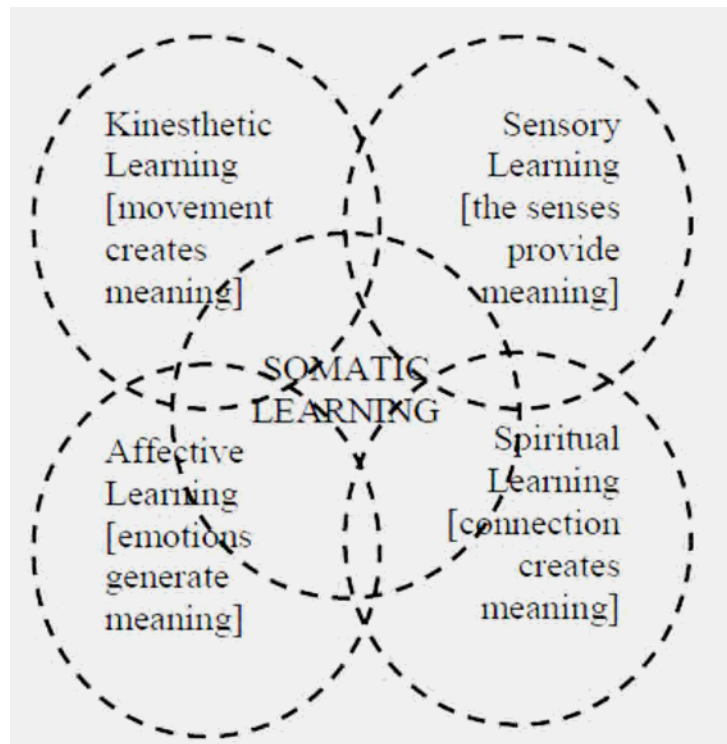 Kinesthetic
Learning
[movement
creates
meaning]
Sensory
Learning
[the senses
provide
meaning]
SOMATIC
LEARNING
Affective
Learning
[emotions
generate
meaning]
Spiritual
Learning
[connection
creates
meaning]